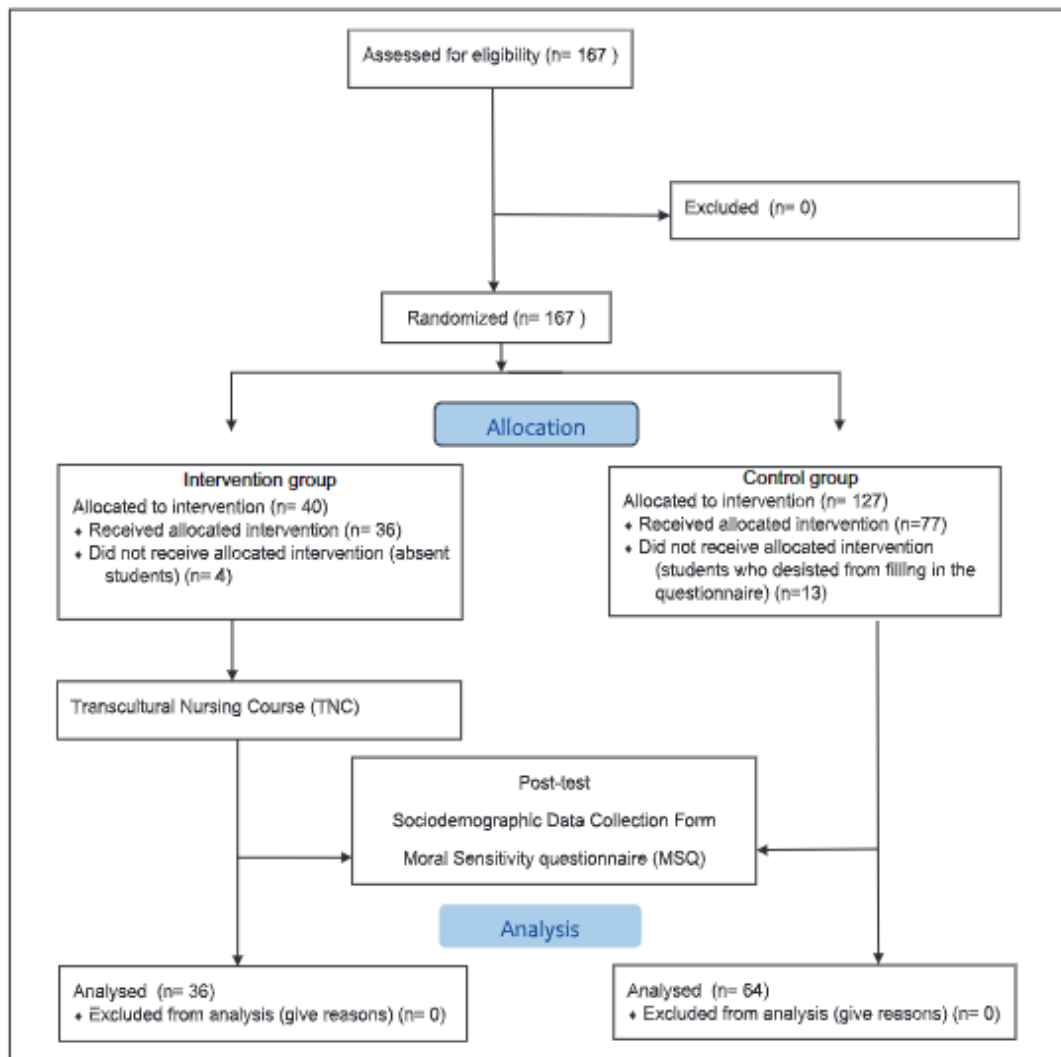 Assessed for eligibility (n= 167 )
Excluded (n= 0)
Randomized (n= 167 )
Allocation
Intervention group
Allocated to intervention (n= 40)
♦ Received allocated intervention (n= 36)
♦ Did not receive allocated intervention (absent
students) (n= 4)
Control group
Allocated to intervention (n= 127)
♦ Received allocated intervention (n=77)
♦ Did not receive allocated intervention
(students who desisted from filling in the
questionnaire) (n=13)
Transcultural Nursing Course (TNC)
Post-test
Sociodemographic Data Collection Form
Moral Sensitivity questionnaire (MSQ)
Analysis
Analysed (n= 36)
♦ Excluded from analysis (give reasons) (n= 0)
Analysed (n= 64)
♦ Excluded from analysis (give reasons) (n= 0)